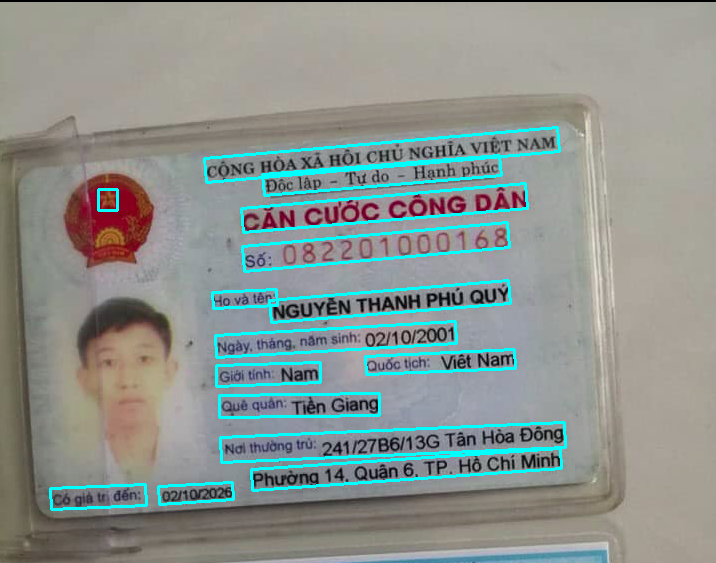 CỘNG HÒA XÃ HỘI CHỦ NGHĨA VIỆT NAM
Độc lập - Tự do - Hạnh phúc
CĂN CƯỚC CÔNG DÂN
Số: 082201000168
Họ và tên: NGUYỄN THANH PHÚ QUÝ
Ngày, tháng, năm sinh: 02/10/2001
Giới tính: Nam Quốc tịch: Việt Nam
Quê quán: Tiền Giang
Nơi thường trú: 241/27B6/13G Tân Hòa Đông
Phường 14, Quận 6, TP. Hồ Chí Minh
Có giá trị đến: 02/10/2026